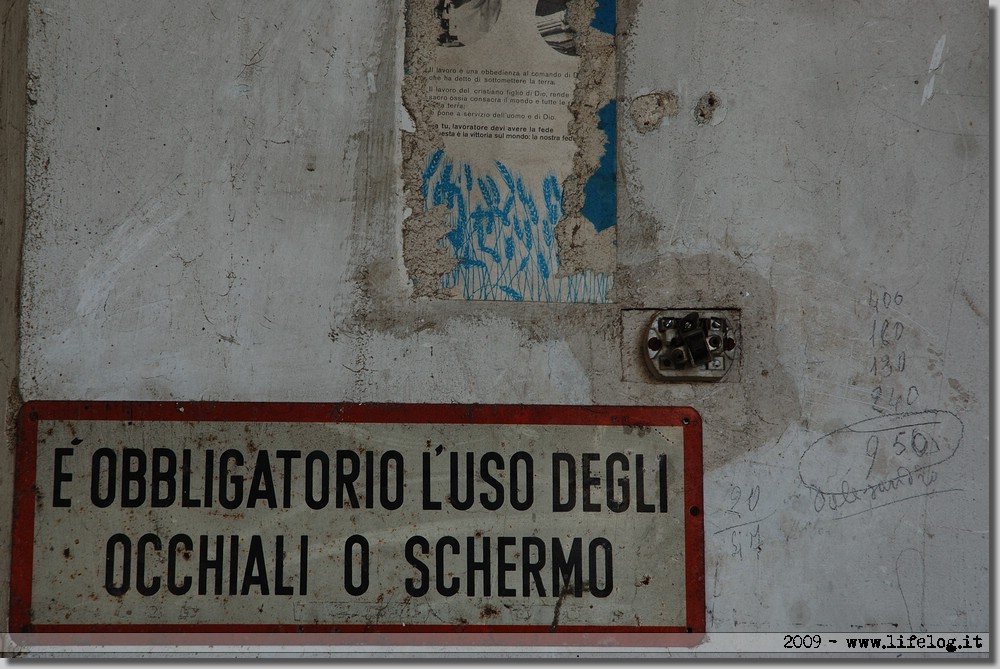 Il lavoro è una obbedienza al comando di D
che ha detto di sottomettere la terra;
il lavoro del cristiano figlio di Dio, rende
sacro ossia consacra il mondo e tutte le
terra;
pone a servizio dell'uomo e di Dio.
a tu, lavoratore devi avere la fede
esta è la vittoria sul mondo: la nostra fede
400
180
130
240
950
20
E' OBBLIGATORIO L'USO DEGLI
OCCHIALI O SCHERMO
2009 - www.lifelog.it